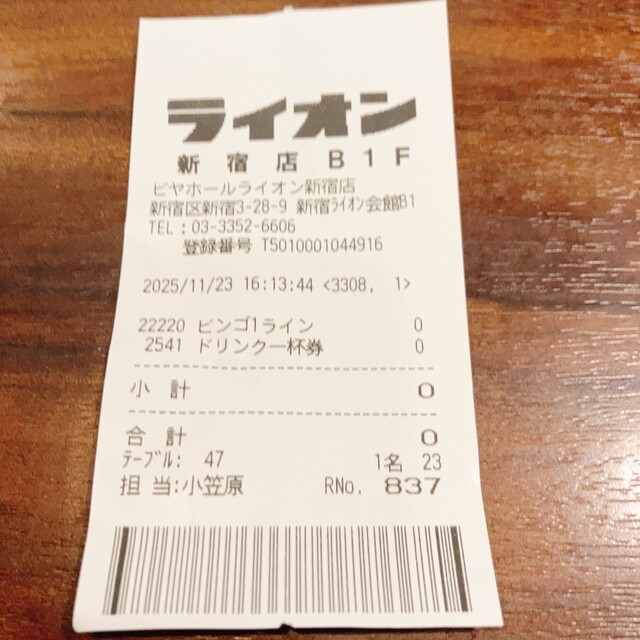 ライオン
新宿店 B1F
ビヤホールライオン新宿店
新宿区新宿3-28-9 新宿ﾗｲｵﾝ会館B1
TEL:03-3352-6606
登録番号 T5010001044916
2025/11/23 16:13:44 <3308, 1>
22220 ビンゴ1ライン 0
2541 ドリンク一杯券 0
小 計 0
合 計 0
ﾃｰﾌﾞﾙ: 47 1名 23
担 当:小笠原 RNo. 837